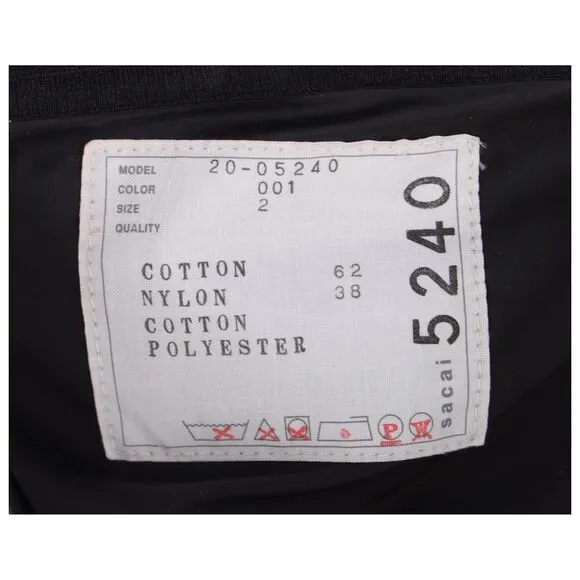 MODEL 20-05240
COLOR 001
SIZE 2
QUALITY
COTTON 62
NYLON 38
COTTON
POLYESTER
P W
sacai 5240